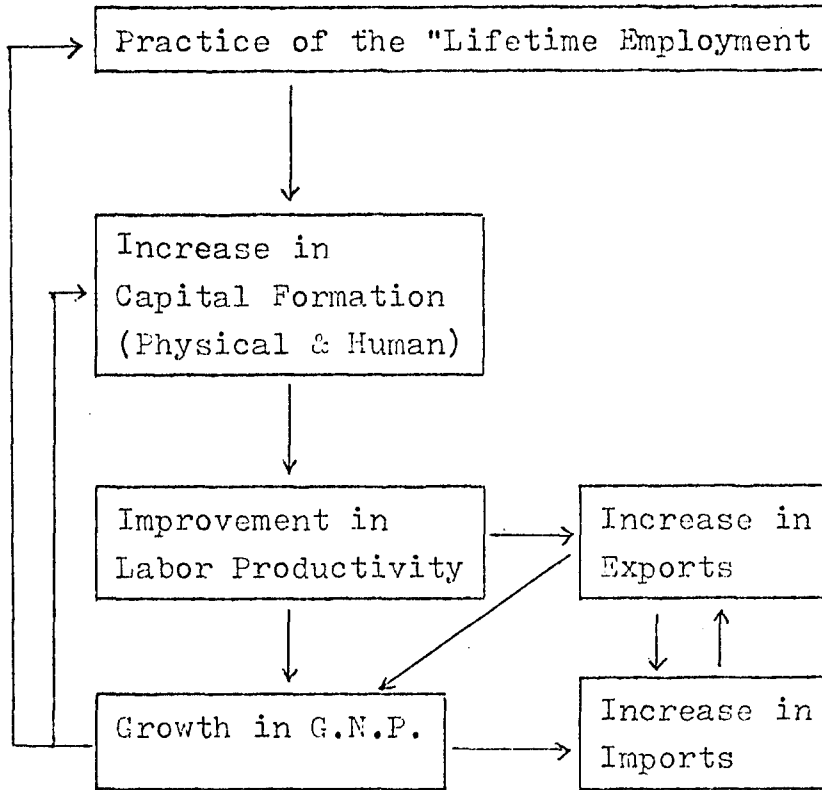 Practice of the "Lifetime Employment
Increase in
Capital Formation
(Physical & Human)
Improvement in
Labor Productivity
Increase in
Exports
Growth in G.N.P.
Increase in
Imports